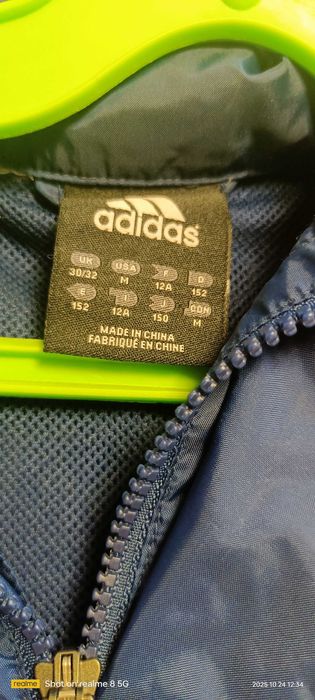 adidas
UK USA F D
30/32 M 12A 152
E I J CDN
152 12A 150 M
MADE IN CHINA
FABRIQUÉ EN CHINE
realme Shot on realme 8 5G
2025 10 24 12:34